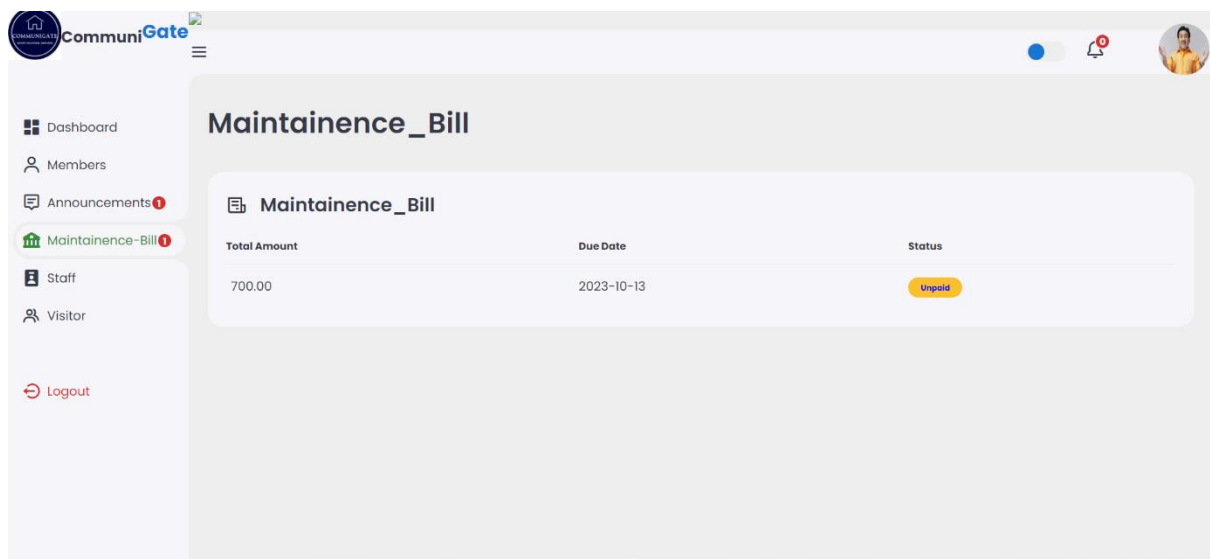 COMMUNIGATE
CommuniGate
0
Dashboard
Members
Announcements 1
Maintainence-Bill 1
Staff
Visitor
Logout
Maintainence_Bill
Maintainence_Bill
Total Amount Due Date Status
700.00 2023-10-13 Unpaid